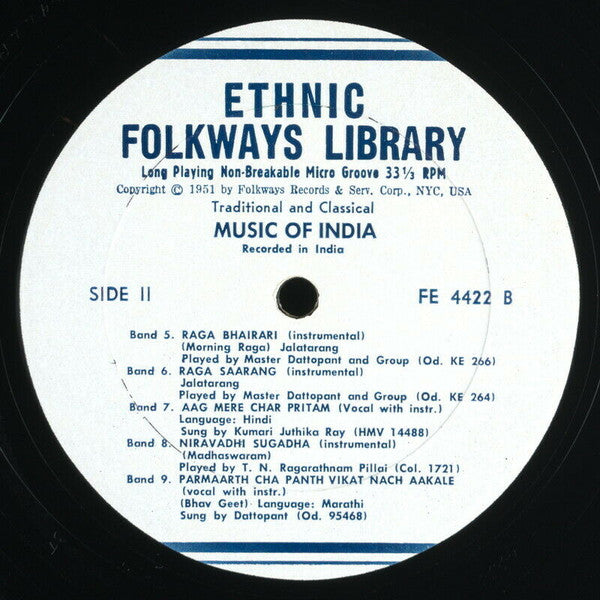 ETHNIC
FOLKWAYS LIBRARY
Long Playing Non-Breakable Micro Groove 33⅓ RPM
Copyright © 1951 by Folkways Records & Serv. Corp., NYC, USA
Traditional and Classical
MUSIC OF INDIA
Recorded in India
SIDE II
FE 4422 B
Band 5. RAGA BHAIRARI (instrumental)
(Morning Raga) Jalatarang
Played by Master Dattopant and Group (Od. KE 266)
Band 6. RAGA SAARANG (instrumental)
Jalatarang
Played by Master Dattopant and Group (Od. KE 264)
Band 7. AAG MERE CHAR PRITAM (Vocal with instr.)
Language: Hindi
Sung by Kumari Juthika Ray (HMV 14488)
Band 8. NIRAVADHI SUGADHA (instrumental)
(Madhaswaram)
Played by T. N. Ragarathnam Pillai (Col. 1721)
Band 9. PARMAARTH CHA PANTH VIKAT NACH AAKALE
(vocal with instr.)
(Bhav Geet) Language: Marathi
Sung by Dattopant (Od. 95468)